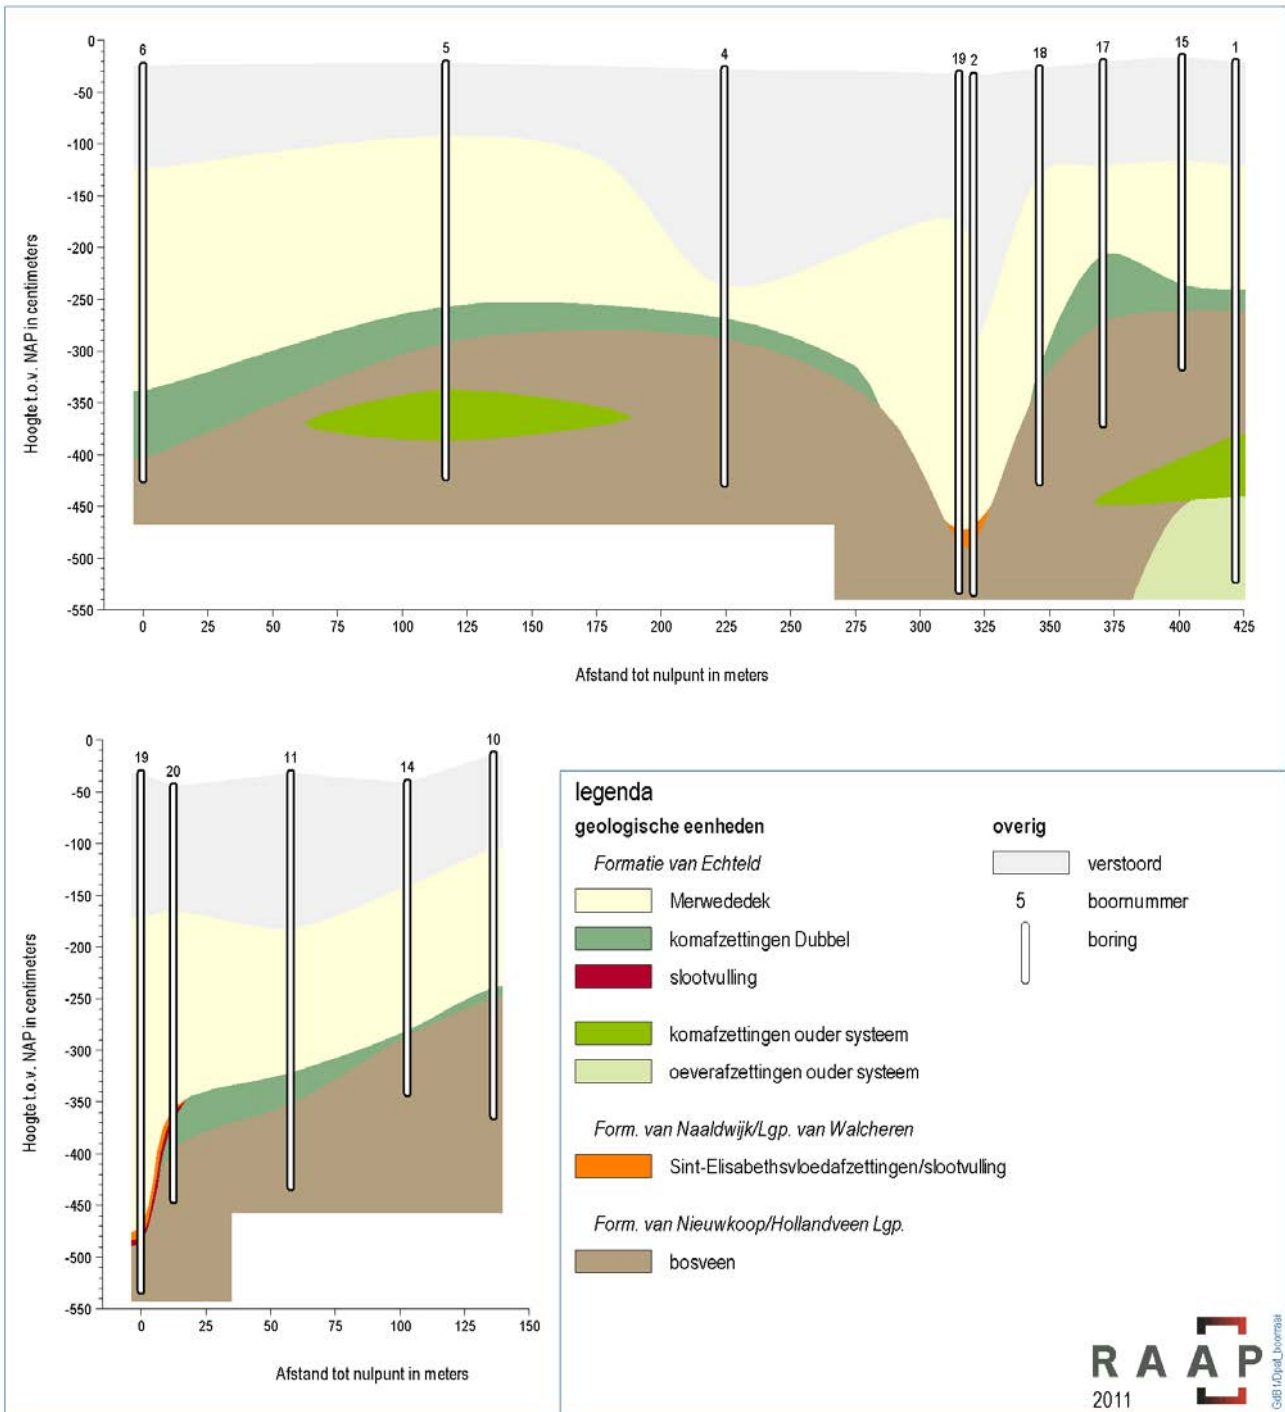 6 5 4 19 2 18 17 15 1
0
-50
-100
-150
-200
-250
-300
-350
-400
-450
-500
-550
Hoogte t.o.v. NAP in centimeters
0 25 50 75 100 125 150 175 200 225 250 275 300 325 350 375 400 425
Afstand tot nulpunt in meters
19 20 11 14 10
0
-50
-100
-150
-200
-250
-300
-350
-400
-450
-500
-550
Hoogte t.o.v. NAP in centimeters
0 25 50 75 100 125 150
Afstand tot nulpunt in meters
legenda
geologische eenheden
Formatie van Echteld
Merwededek
komafzettingen Dubbel
slootvulling
komafzettingen ouder systeem
oeverafzettingen ouder systeem
Form. van Naaldwijk/Lgp. van Walcheren
Sint-Elisabethsvloedafzettingen/slootvulling
Form. van Nieuwkoop/Hollandveen Lgp.
bosveen
overig
verstoord
5 boornummer
boring
RAAP
2011